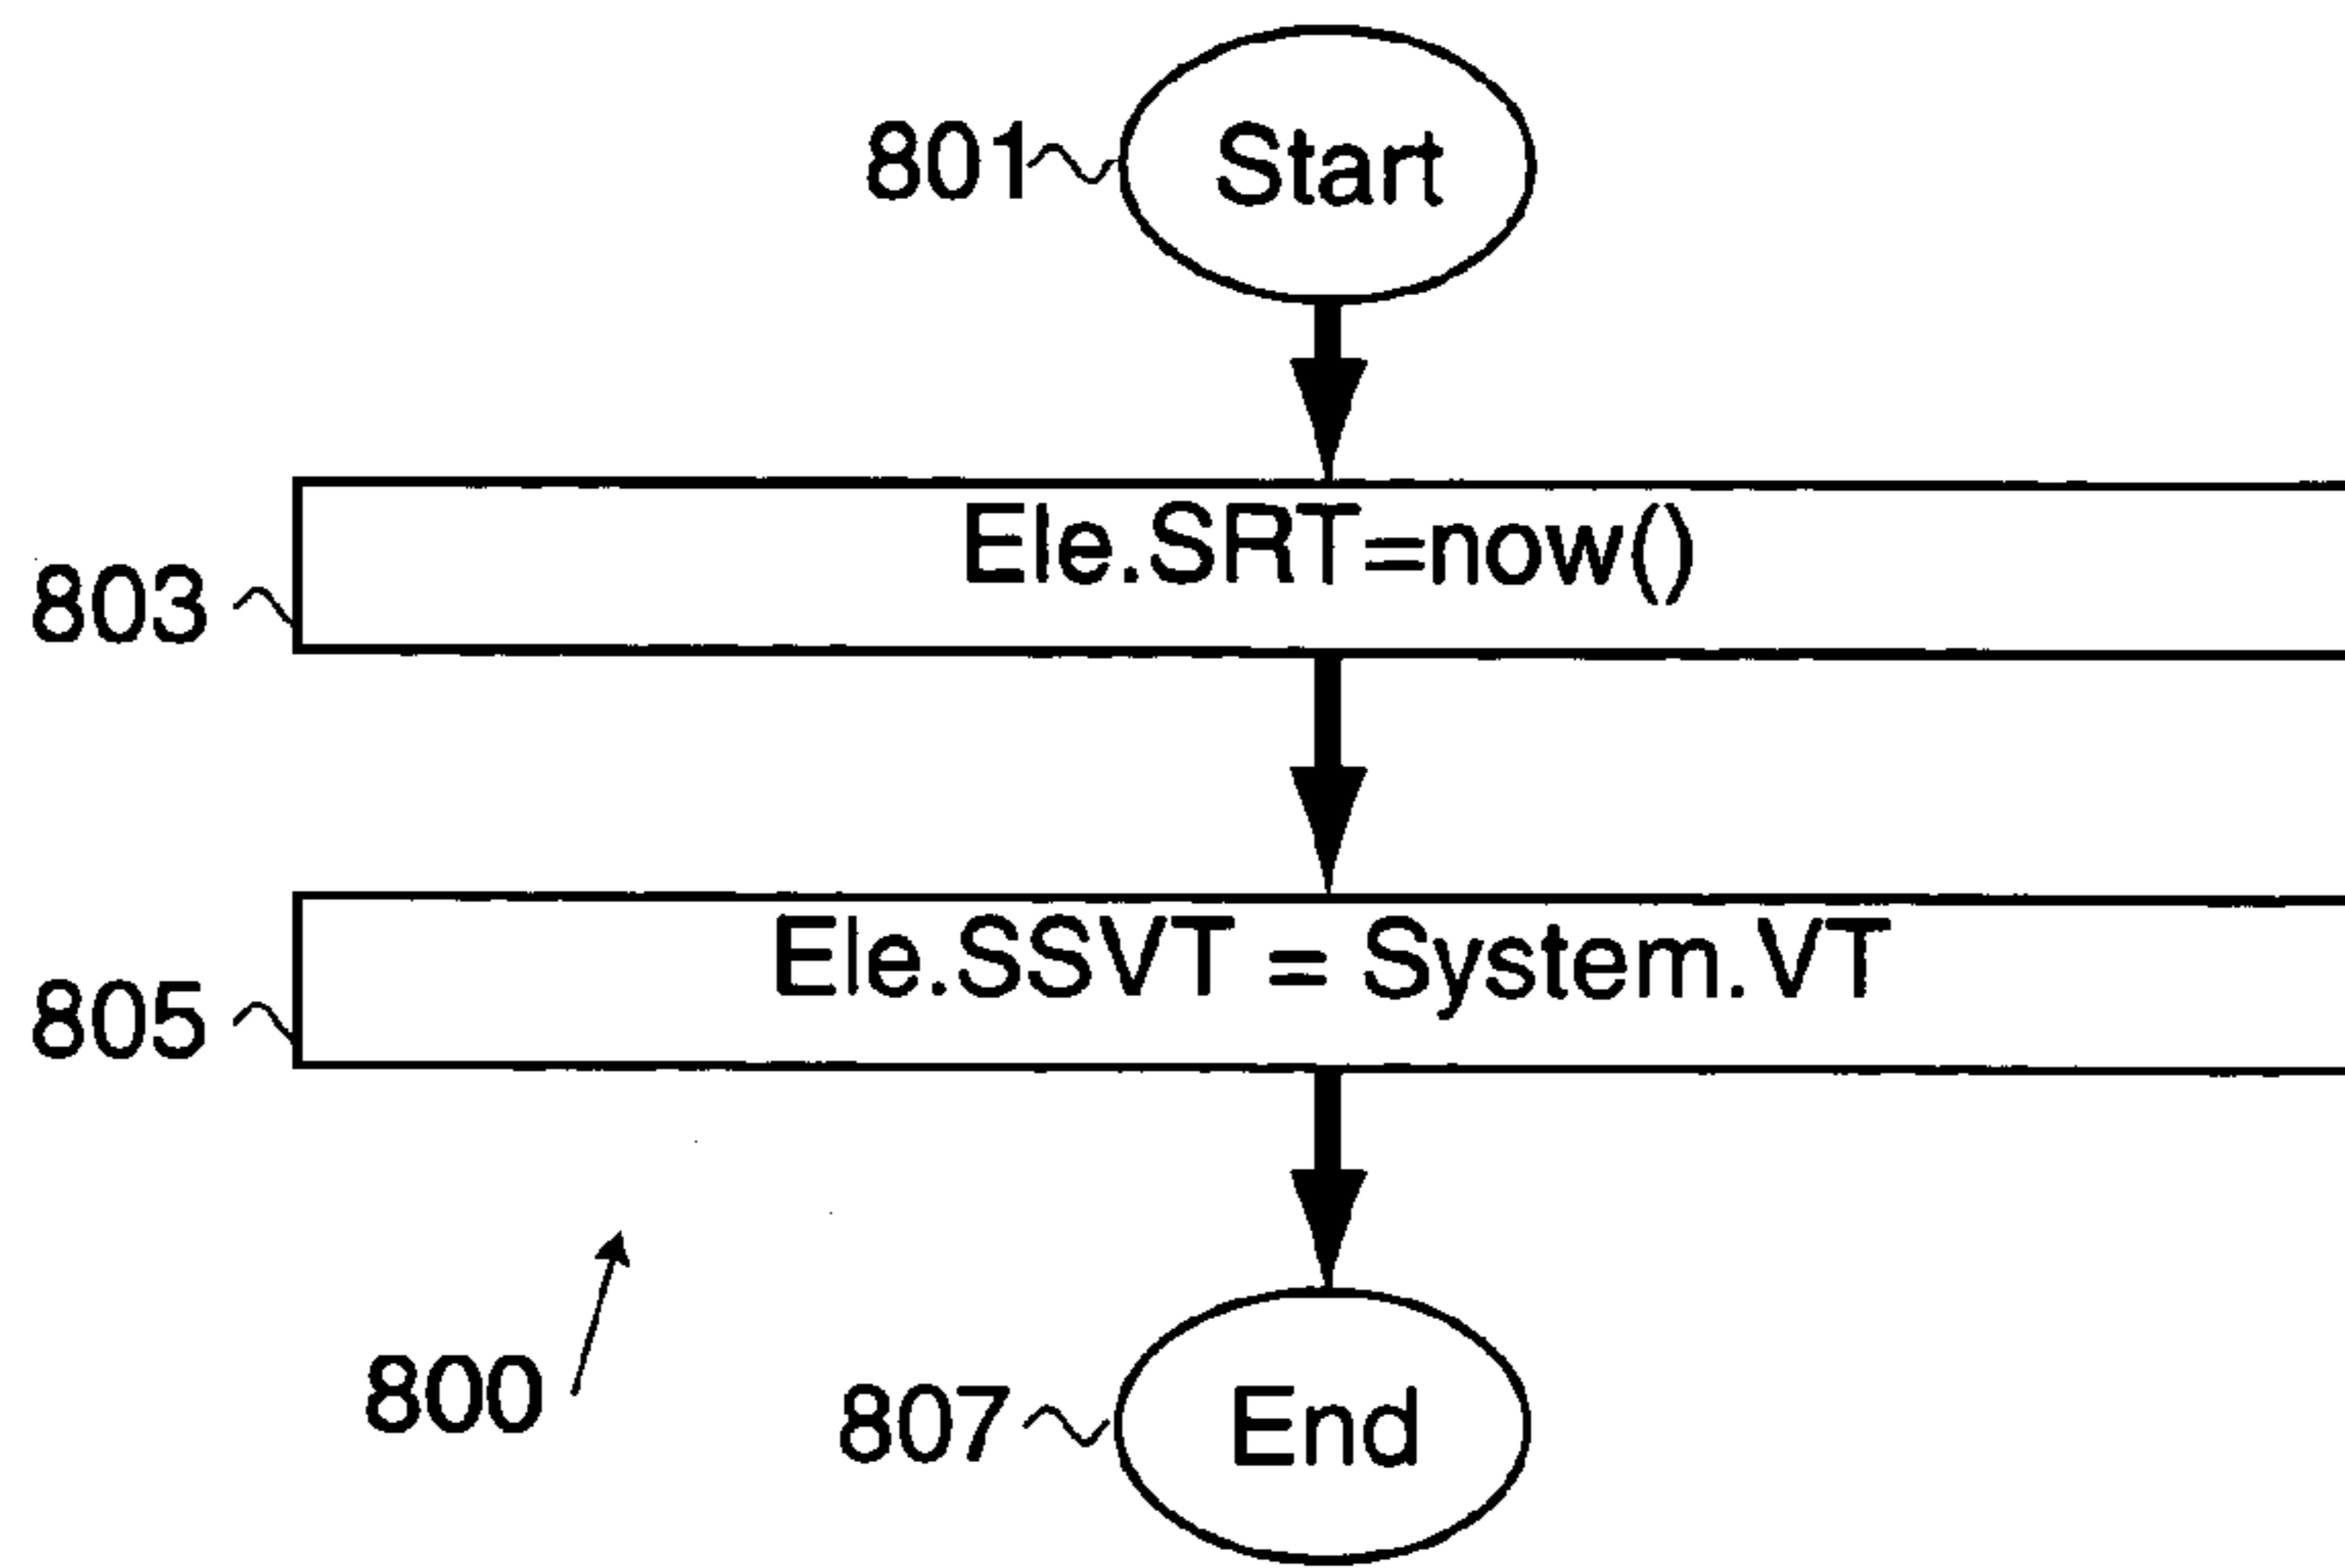 801 Start
803 Ele.SRT=now()
805 Ele.SSVT = System.VT
800
807 End